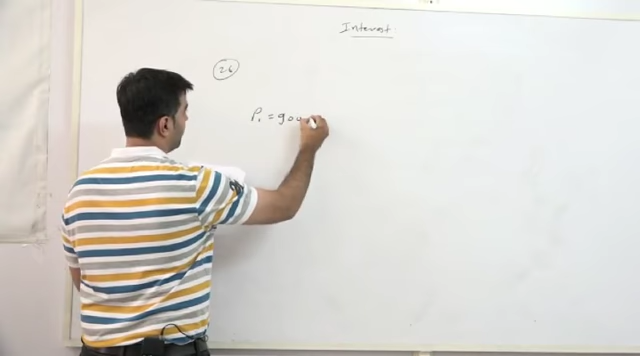 Interest
26
P₁ = 900